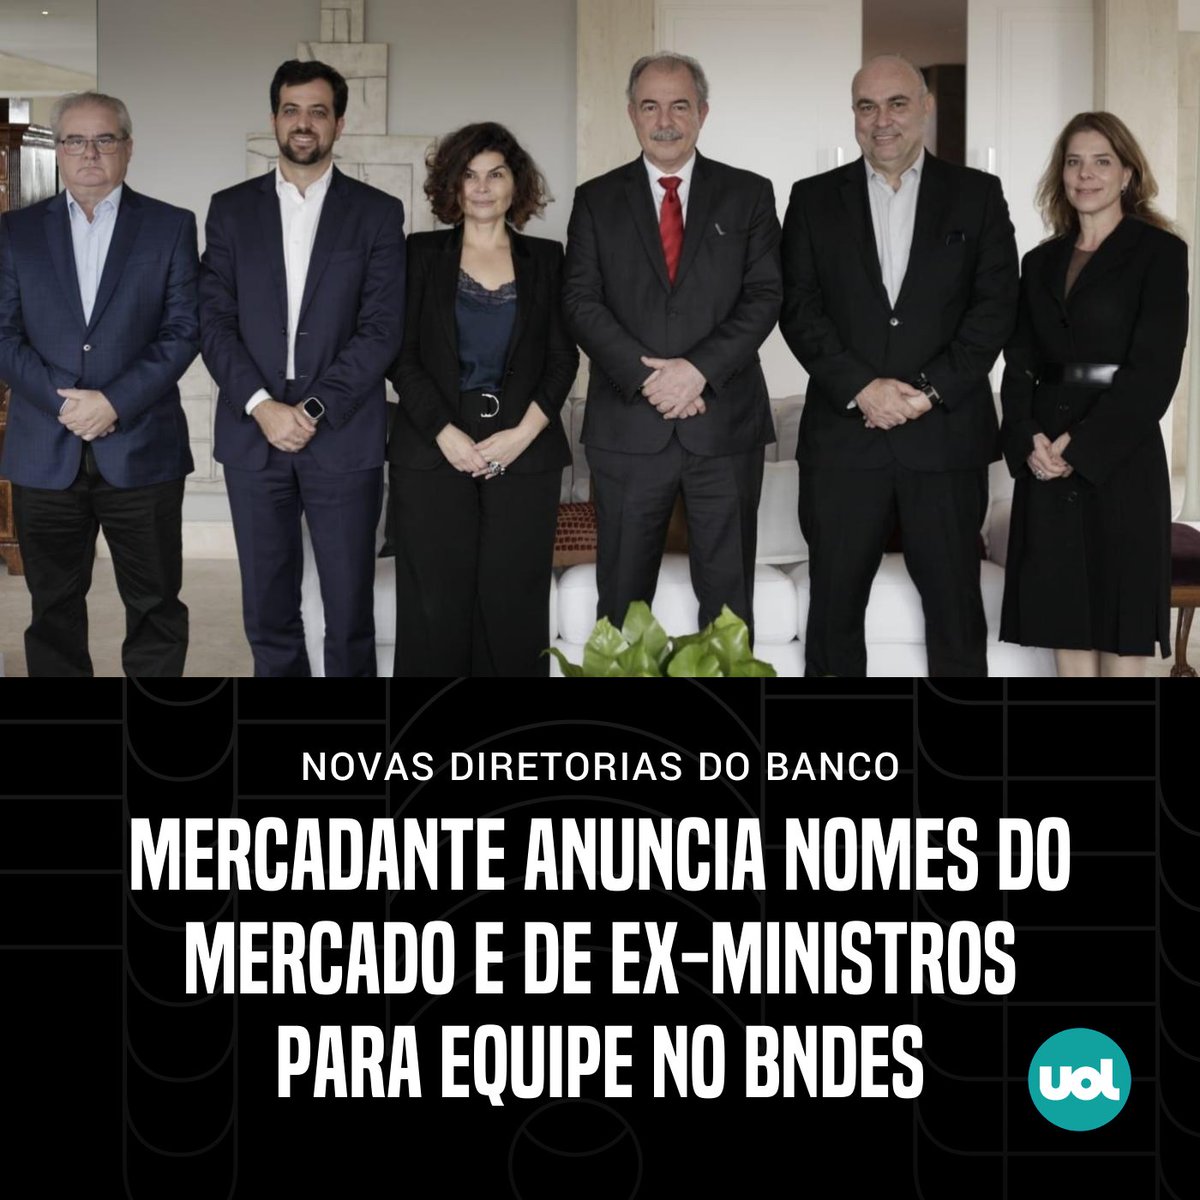 NOVAS DIRETORIAS DO BANCO
MERCADANTE ANUNCIA NOMES DO
MERCADO E DE EX-MINISTROS
PARA EQUIPE NO BNDES
uol